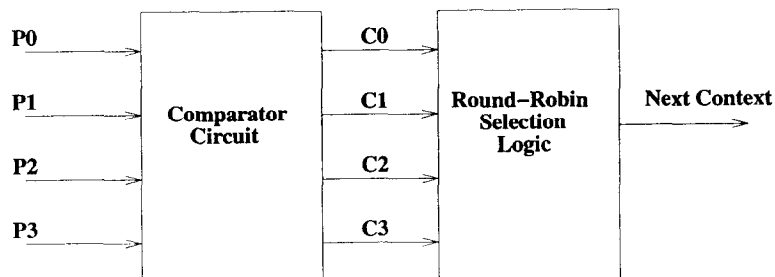 P0
P1
P2
P3
Comparator
Circuit
C0
C1
C2
C3
Round-Robin
Selection
Logic
Next Context